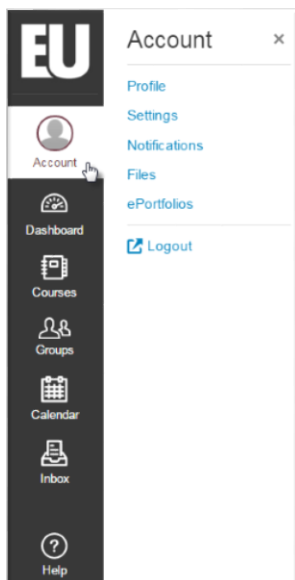 EU
Account
Dashboard
Courses
Groups
Calendar
Inbox
Help
Account ×
Profile
Settings
Notifications
Files
ePortfolios
Logout